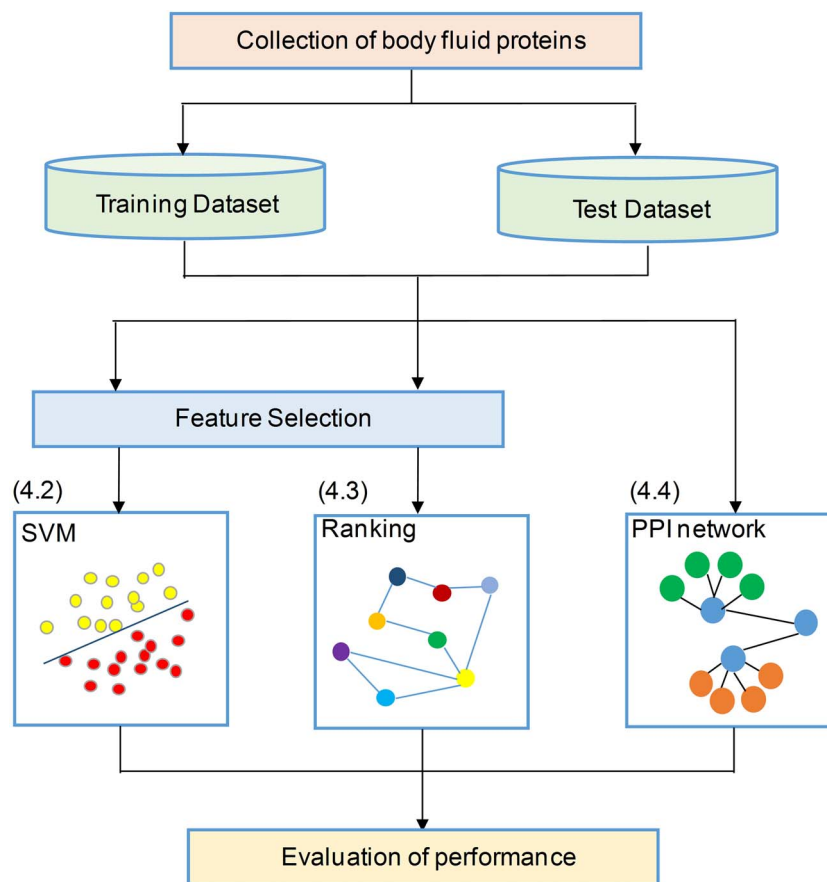 Collection of body fluid proteins
Training Dataset
Test Dataset
Feature Selection
(4.2)
(4.3)
(4.4)
SVM
Ranking
PPI network
Evaluation of performance